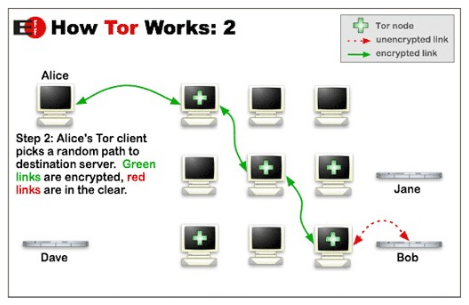 EFF How Tor Works: 2
Tor node
unencrypted link
encrypted link
Alice
Step 2: Alice's Tor client
picks a random path to
destination server. Green
links are encrypted, red
links are in the clear.
Jane
Dave
Bob